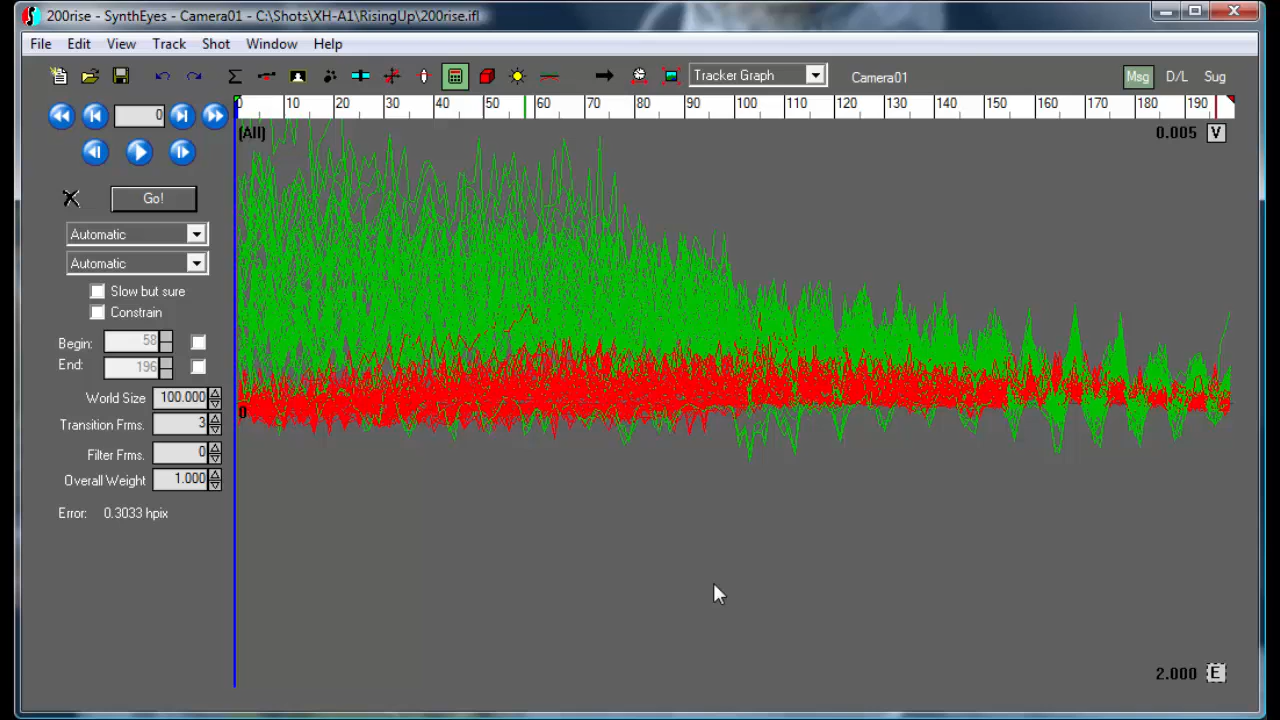 200rise - SynthEyes - Camera01 - C:\Shots\XH-A1\RisingUp\200rise.ifl
File Edit View Track Shot Window Help
Tracker Graph Camera01 Msg D/L Sug
0 0 10 20 30 40 50 60 70 80 90 100 110 120 130 140 150 160 170 180 190
(All) 0.005 V
Go!
Automatic
Automatic
Slow but sure
Constrain
Begin: 58
End: 196
World Size 100.000
0
Transition Frms. 3
Filter Frms. 0
Overall Weight 1.000
Error: 0.3033 hpix
2.000 E